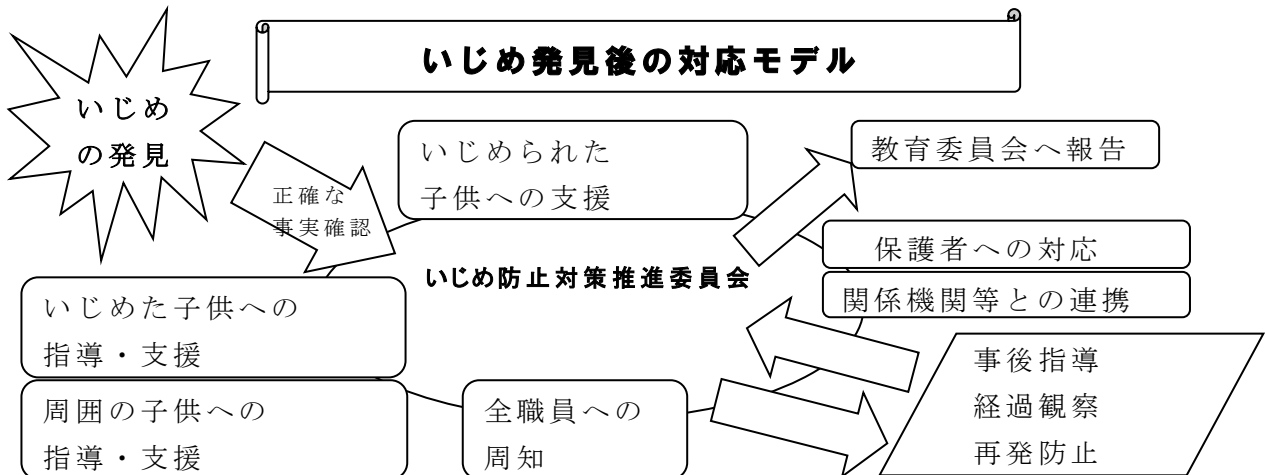 いじめ発見後の対応モデル
いじめ
の発見
正確な
事実確認
いじめられた
子供への支援
教育委員会へ報告
保護者への対応
関係機関等との連携
いじめ防止対策推進委員会
いじめた子供への
指導・支援
周囲の子供への
指導・支援
全職員への
周知
事後指導
経過観察
再発防止